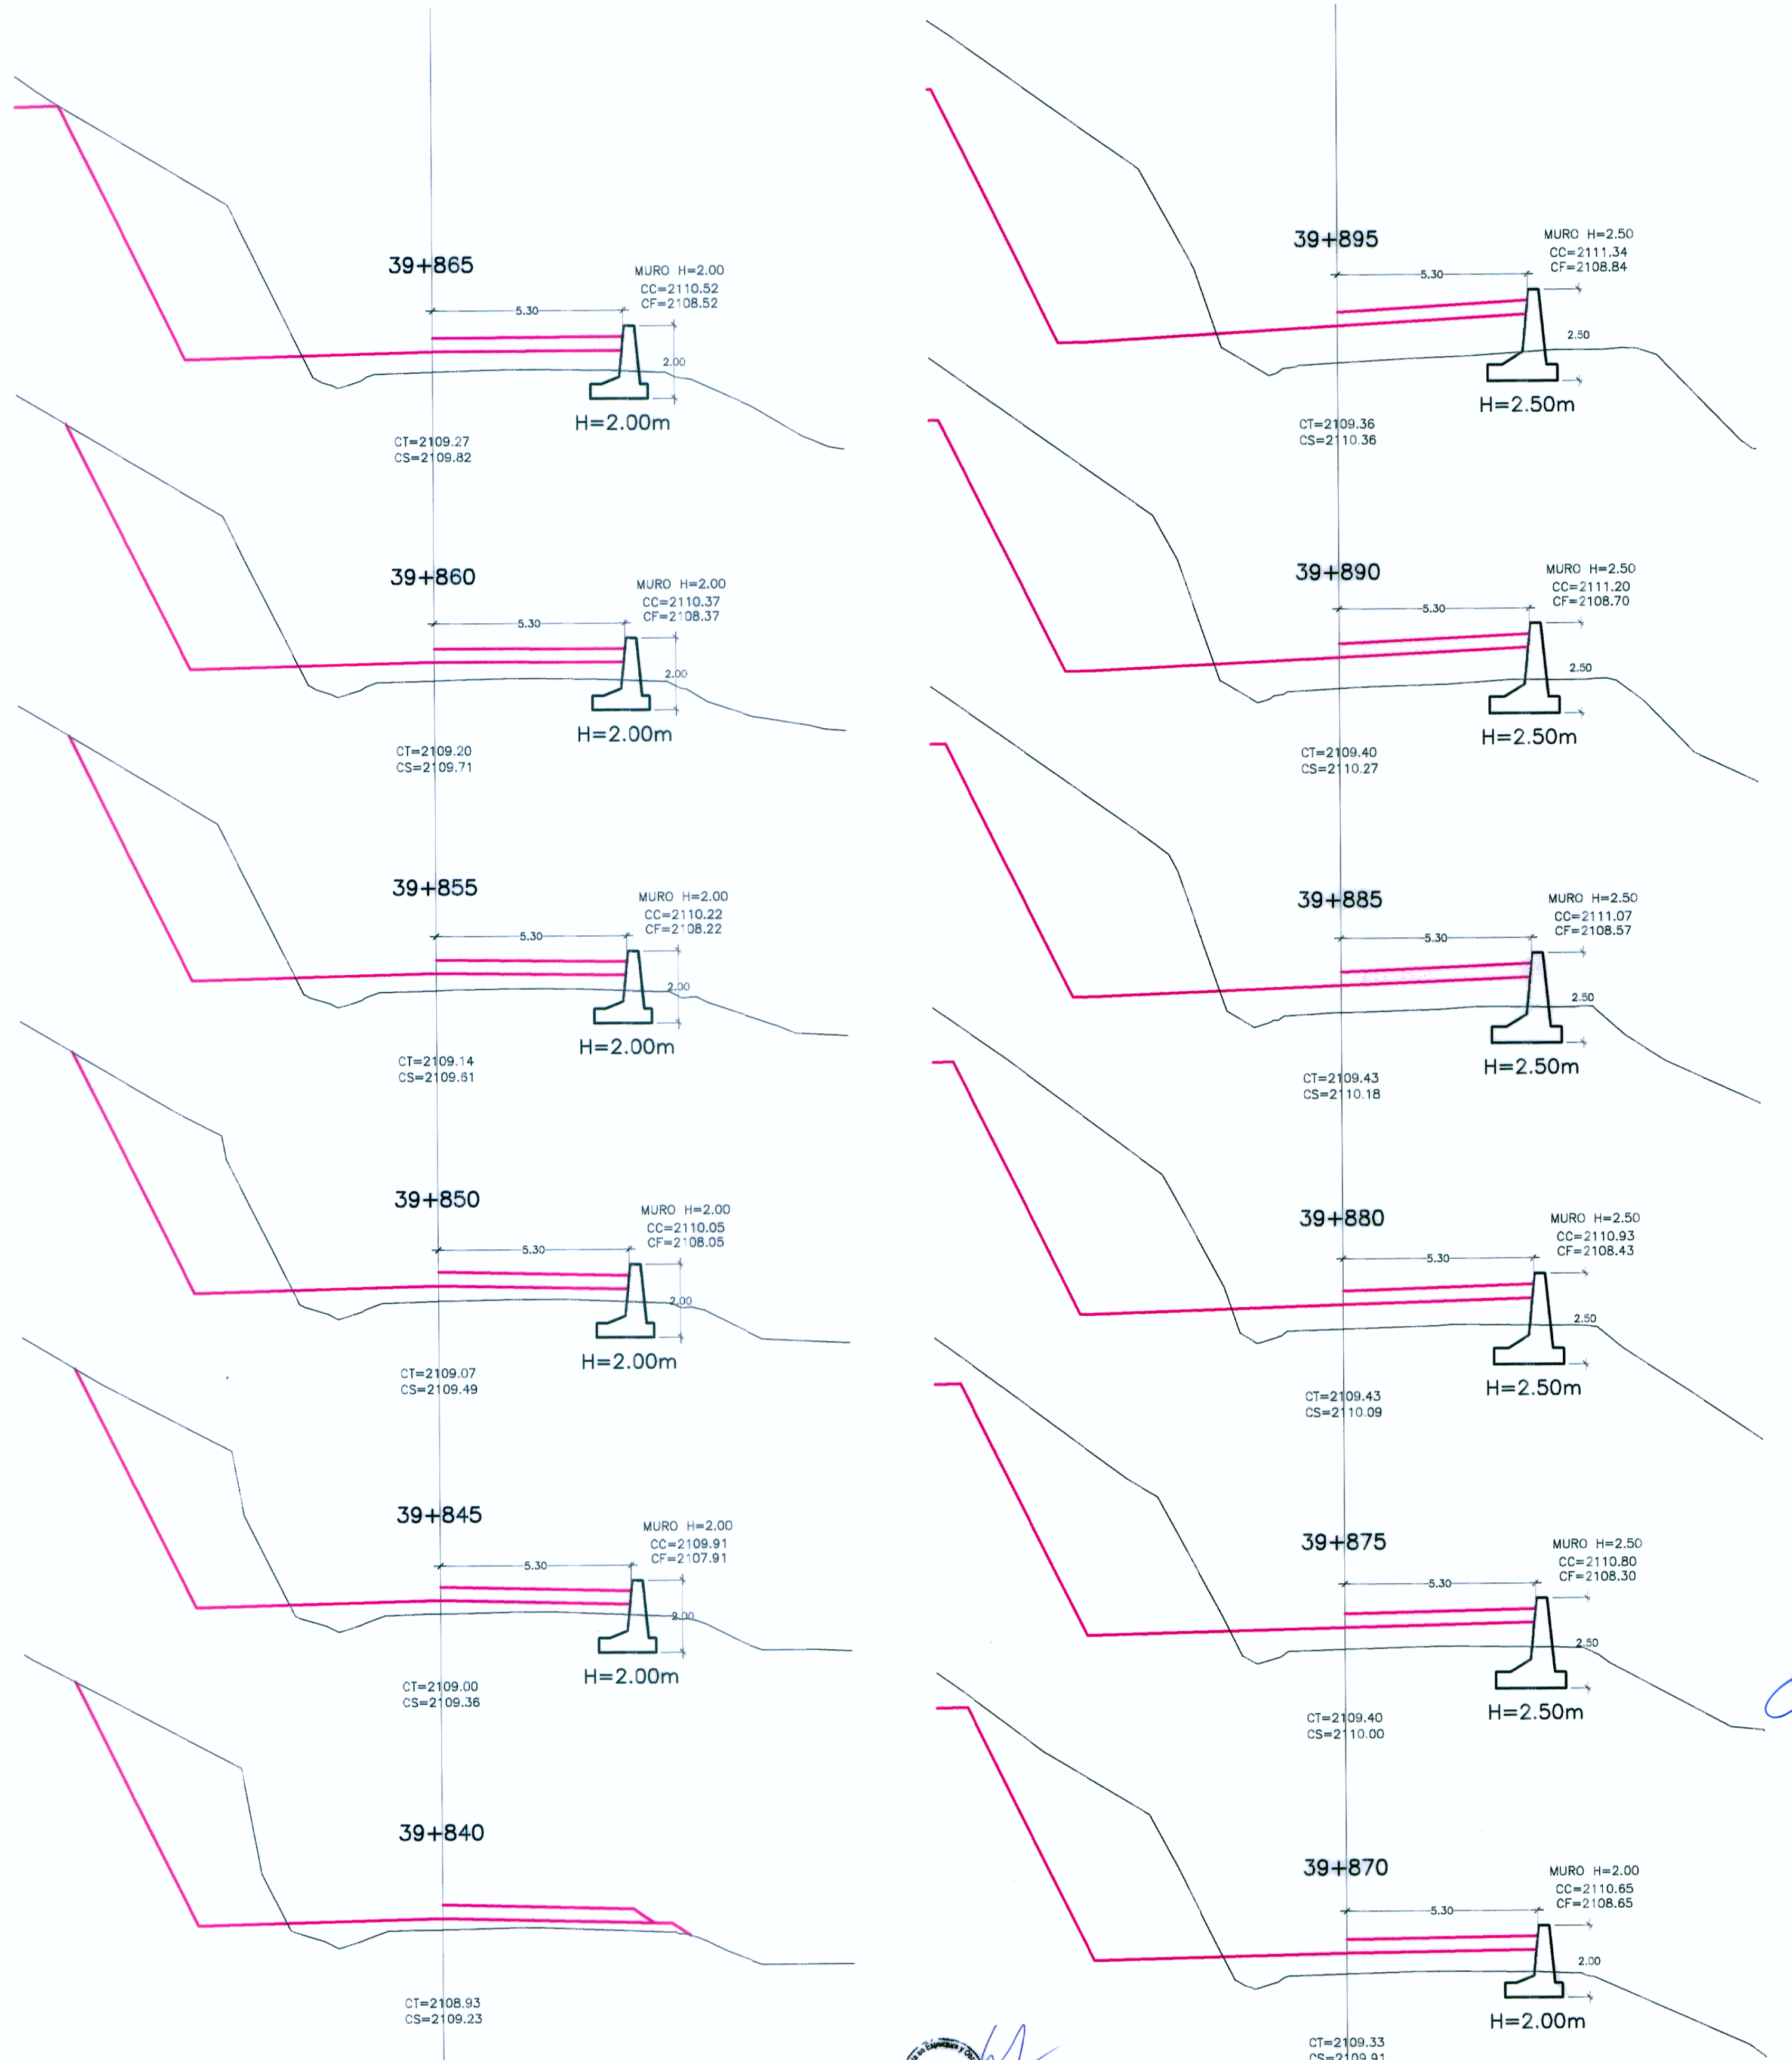 39+865
MURO H=2.00
CC=2110.52
CF=2108.52
5.30
2.00
H=2.00m
CT=2109.27
CS=2109.82
39+860
MURO H=2.00
CC=2110.37
CF=2108.37
5.30
2.00
H=2.00m
CT=2109.20
CS=2109.71
39+855
MURO H=2.00
CC=2110.22
CF=2108.22
5.30
2.00
H=2.00m
CT=2109.14
CS=2109.61
39+850
MURO H=2.00
CC=2110.05
CF=2108.05
5.30
2.00
H=2.00m
CT=2109.07
CS=2109.49
39+845
MURO H=2.00
CC=2109.91
CF=2107.91
5.30
2.00
H=2.00m
CT=2109.00
CS=2109.36
39+840
CT=2108.93
CS=2109.23
39+895
MURO H=2.50
CC=2111.34
CF=2108.84
5.30
2.50
H=2.50m
CT=2109.36
CS=2110.36
39+890
MURO H=2.50
CC=2111.20
CF=2108.70
5.30
2.50
H=2.50m
CT=2109.40
CS=2110.27
39+885
MURO H=2.50
CC=2111.07
CF=2108.57
5.30
2.50
H=2.50m
CT=2109.43
CS=2110.18
39+880
MURO H=2.50
CC=2110.93
CF=2108.43
5.30
2.50
H=2.50m
CT=2109.43
CS=2110.09
39+875
MURO H=2.50
CC=2110.80
CF=2108.30
5.30
2.50
H=2.50m
CT=2109.40
CS=2110.00
39+870
MURO H=2.00
CC=2110.65
CF=2108.65
5.30
2.00
H=2.00m
CT=2109.33
CS=2109.91